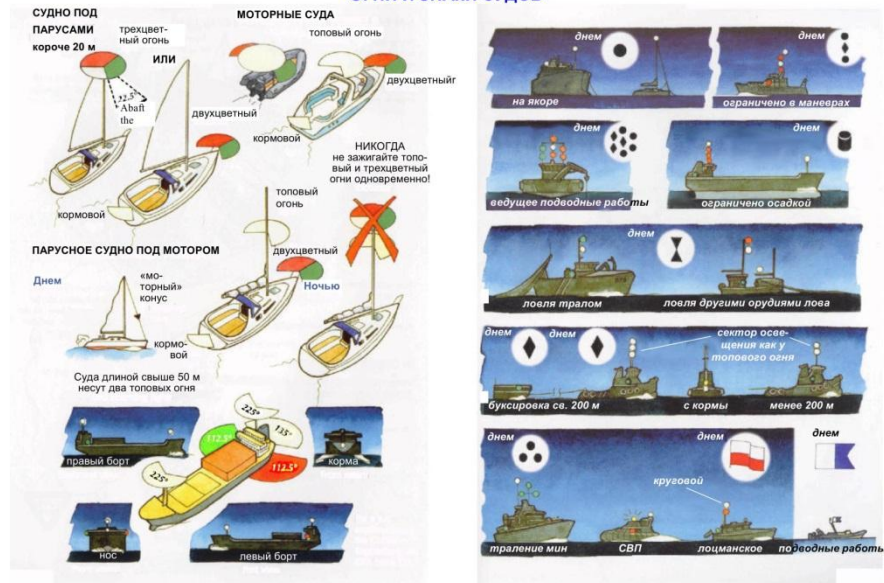 СУДНО ПОД
ПАРУСАМИ
короче 20 м
трехцвет-
ный огонь
ИЛИ
22.5°
Abaft
the
кормовой
МОТОРНЫЕ СУДА
топовый огонь
двухцветныйг
двухцветный
кормовой
НИКОГДА
не зажигайте топо-
вый и трехцветный
огни одновременно!
топовый
огонь
ПАРУСНОЕ СУДНО ПОД МОТОРОМ
двухцветный
Днем
«мо-
торный»
конус
Ночью
кормо-
вой
Суда длиной свыше 50 м
несут два топовых огня
225°
135°
112.5°
112.5°
225°
правый борт
корма
нос
левый борт
днем
днем
на якоре
ограничено в маневрах
днем
днем
ведущее подводные работы
ограничено осадкой
днем
ловля тралом
ловля другими орудиями лова
днем
днем
сектор осве-
щения как у
топового огня
буксировка св. 200 м
с кормы
менее 200 м
днем
днем
днем
круговой
траление мин
СВП
лоцманское
подводные работы